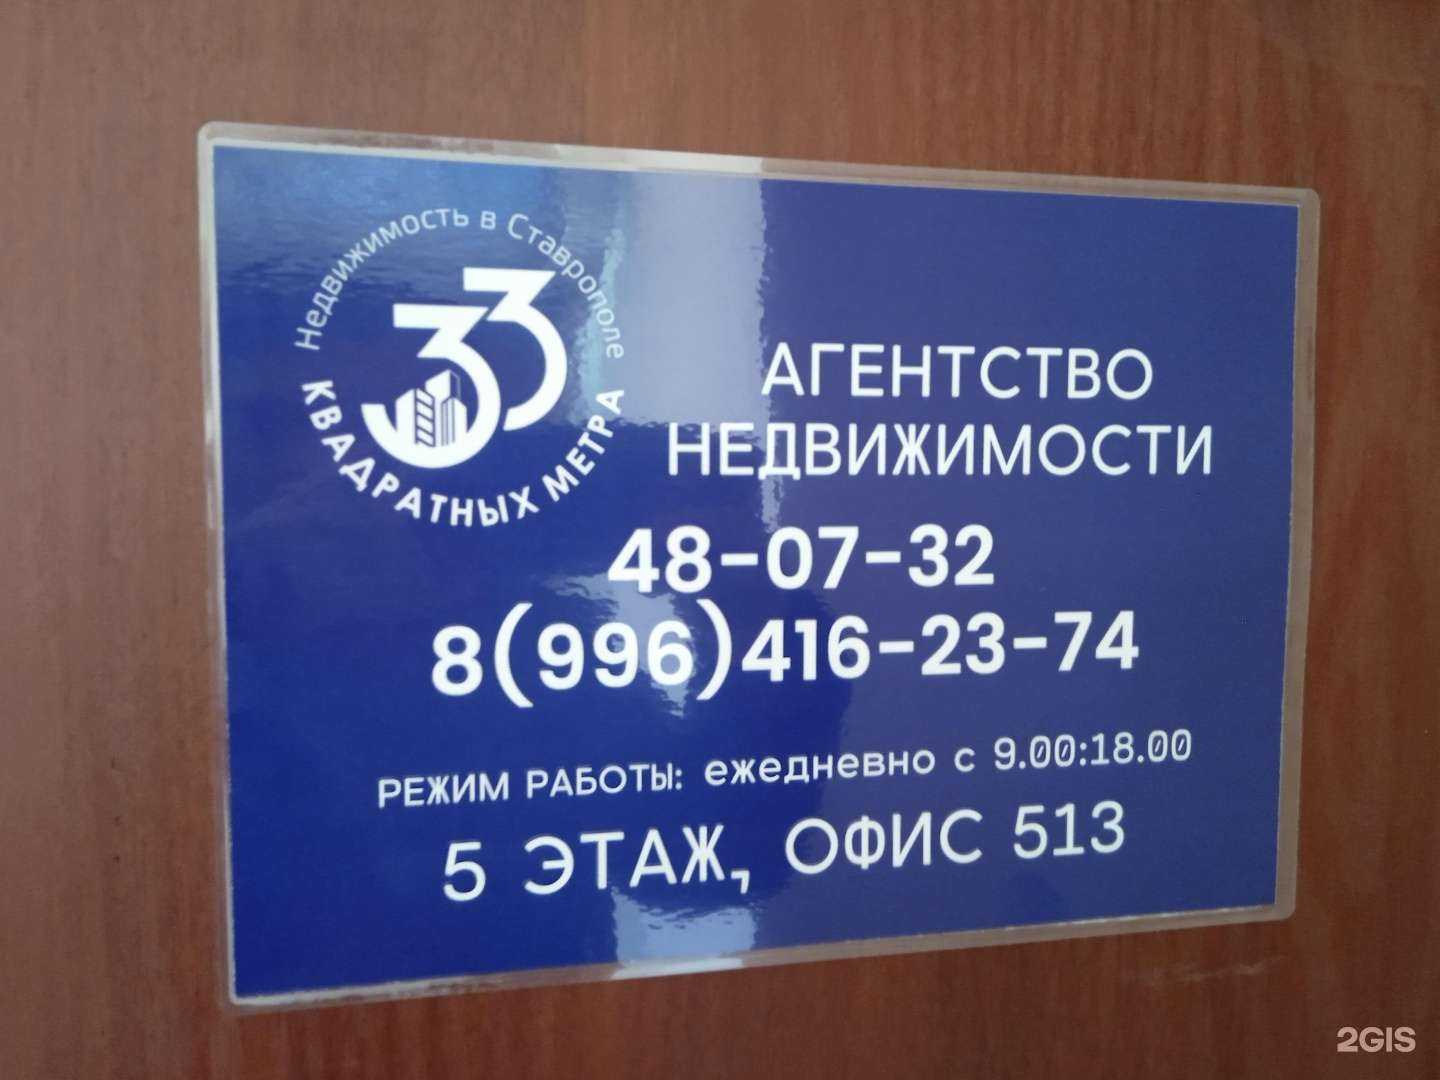 Недвижимость в Ставрополе
33
КВАДРАТНЫХ МЕТРА
АГЕНТСТВО
НЕДВИЖИМОСТИ
48-07-32
8(996)416-23-74
РЕЖИМ РАБОТЫ: ежедневно с 9.00:18.00
5 ЭТАЖ, ОФИС 513
2GIS